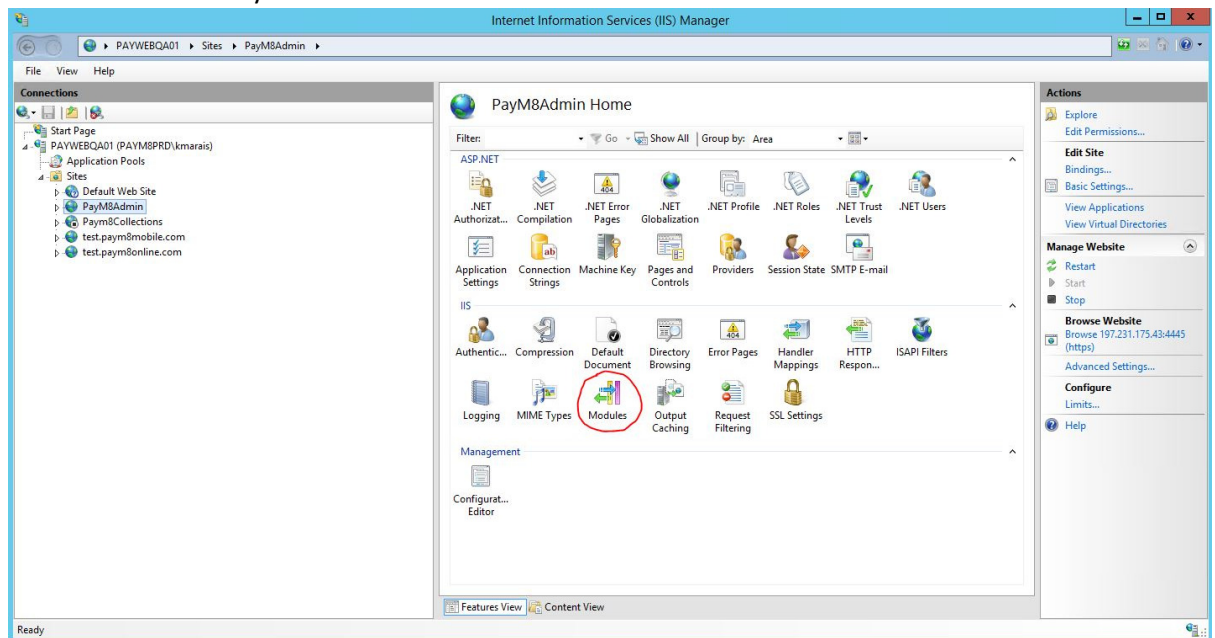 Internet Information Services (IIS) Manager
PAYWEBQA01 Sites PayM8Admin
File View Help
Connections
Start Page
PAYWEBQA01 (PAYM8PRD\kmarais)
Application Pools
Sites
Default Web Site
PayM8Admin
Paym8Collections
test.paym8mobile.com
test.paym8online.com
PayM8Admin Home
Filter: Go Show All Group by: Area
ASP.NET
.NET Authorizat...
.NET Compilation
.NET Error Pages
.NET Globalization
.NET Profile
.NET Roles
.NET Trust Levels
.NET Users
Application Settings
Connection Strings
Machine Key
Pages and Controls
Providers
Session State
SMTP E-mail
IIS
Authentic...
Compression
Default Document
Directory Browsing
Error Pages
Handler Mappings
HTTP Respon...
ISAPI Filters
Logging
MIME Types
Modules
Output Caching
Request Filtering
SSL Settings
Management
Configurat... Editor
Features View Content View
Actions
Explore
Edit Permissions...
Edit Site
Bindings...
Basic Settings...
View Applications
View Virtual Directories
Manage Website
Restart
Start
Stop
Browse Website
Browse 197.231.175.43:4445
(https)
Advanced Settings...
Configure
Limits...
Help
Ready